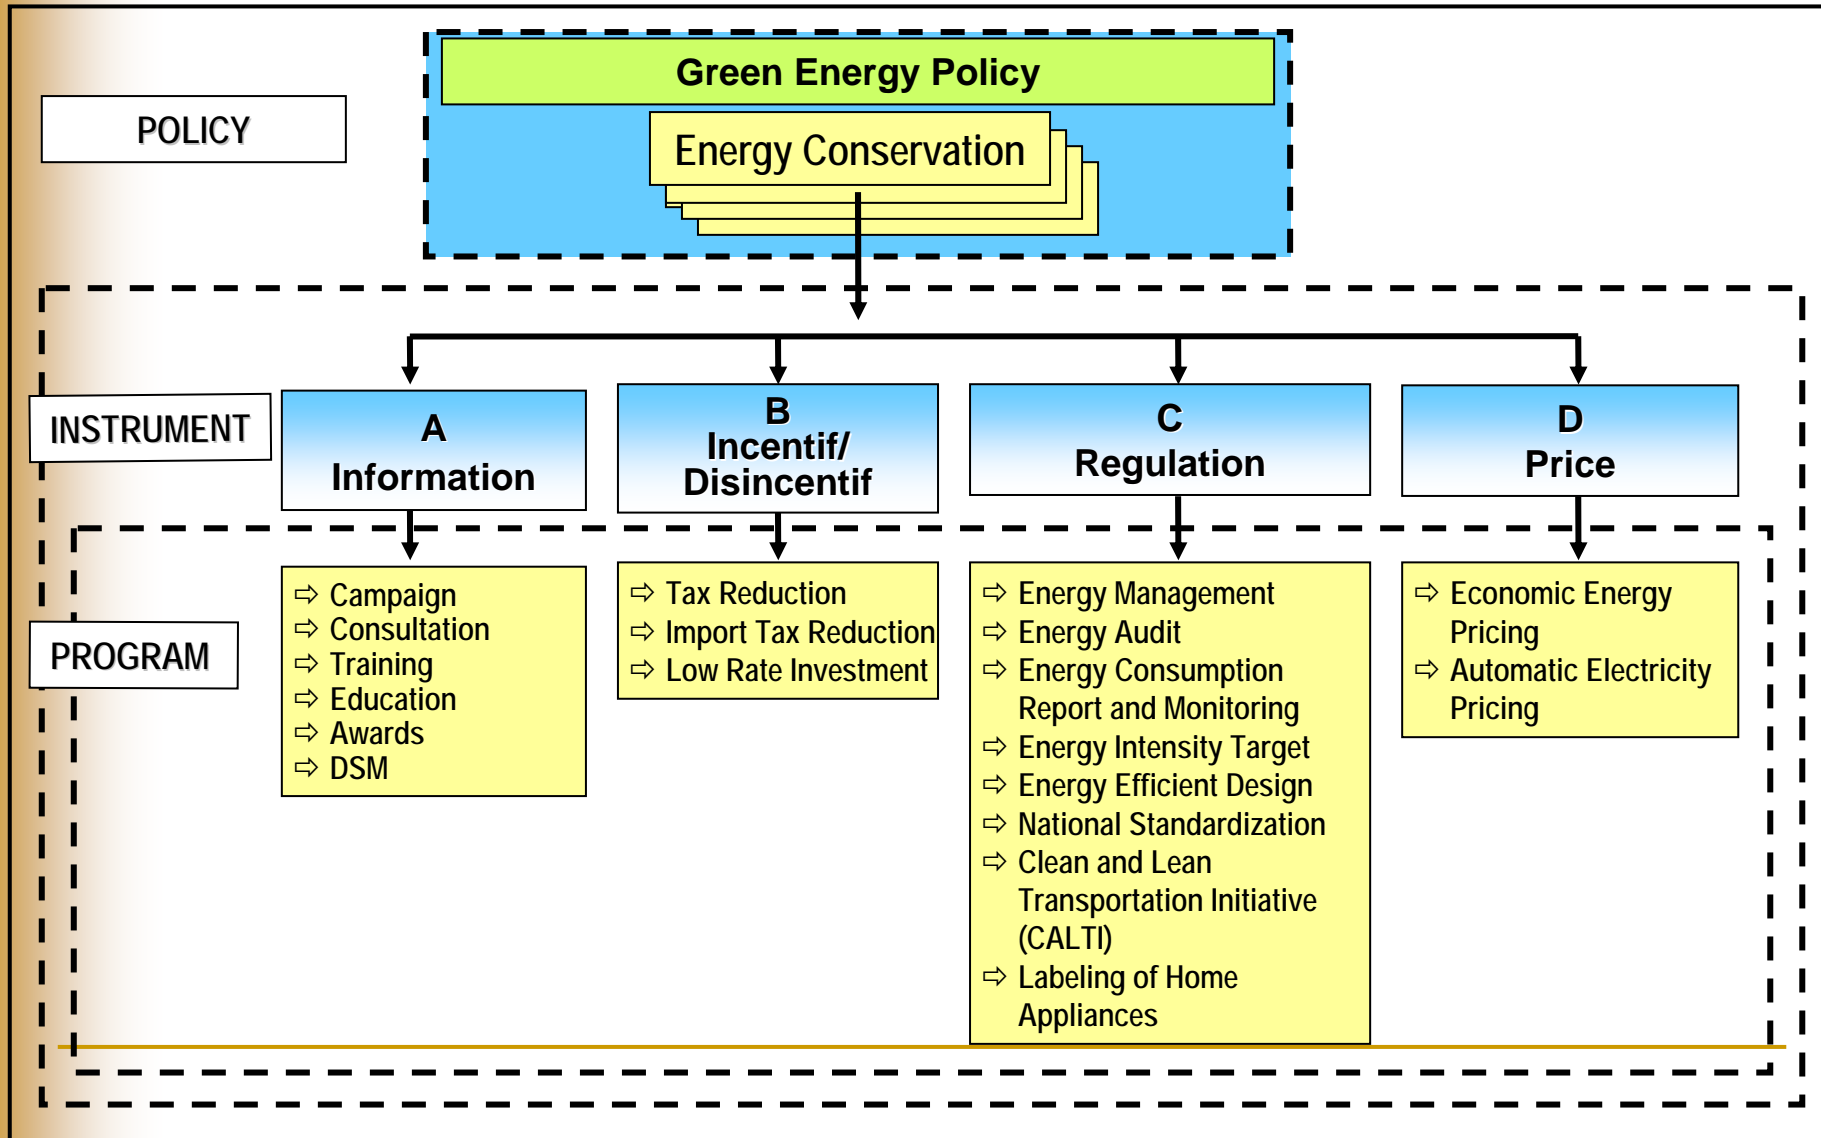 Green Energy Policy
POLICY
Energy Conservation
INSTRUMENT
A
Information
B
Incentif/
Disincentif
C
Regulation
D
Price
PROGRAM
⇨ Campaign
⇨ Consultation
⇨ Training
⇨ Education
⇨ Awards
⇨ DSM
⇨ Tax Reduction
⇨ Import Tax Reduction
⇨ Low Rate Investment
⇨ Energy Management
⇨ Energy Audit
⇨ Energy Consumption
Report and Monitoring
⇨ Energy Intensity Target
⇨ Energy Efficient Design
⇨ National Standardization
⇨ Clean and Lean
Transportation Initiative
(CALTI)
⇨ Labeling of Home
Appliances
⇨ Economic Energy
Pricing
⇨ Automatic Electricity
Pricing